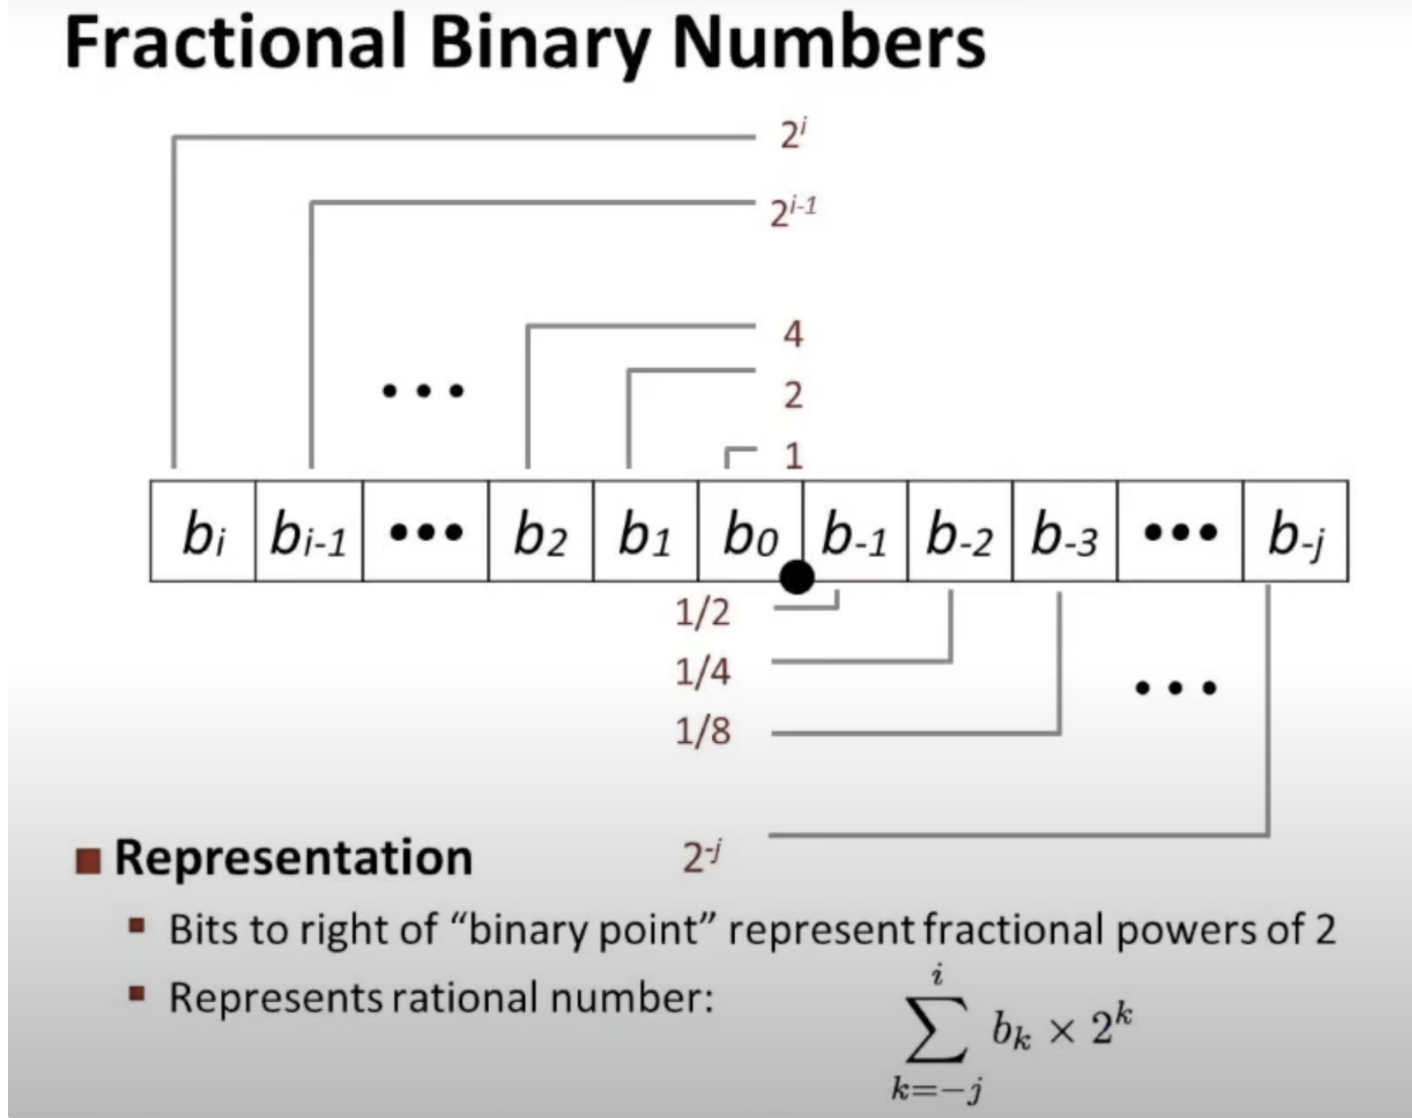 Fractional Binary Numbers
2^i
2^i-1
4
2
1
b_i b_i-1 ••• b_2 b_1 b_0 b_-1 b_-2 b_-3 ••• b_-j
1/2
1/4
1/8
2^-j
Representation
Bits to right of “binary point” represent fractional powers of 2
Represents rational number: \sum_{k=-j}^{i} b_k × 2^k